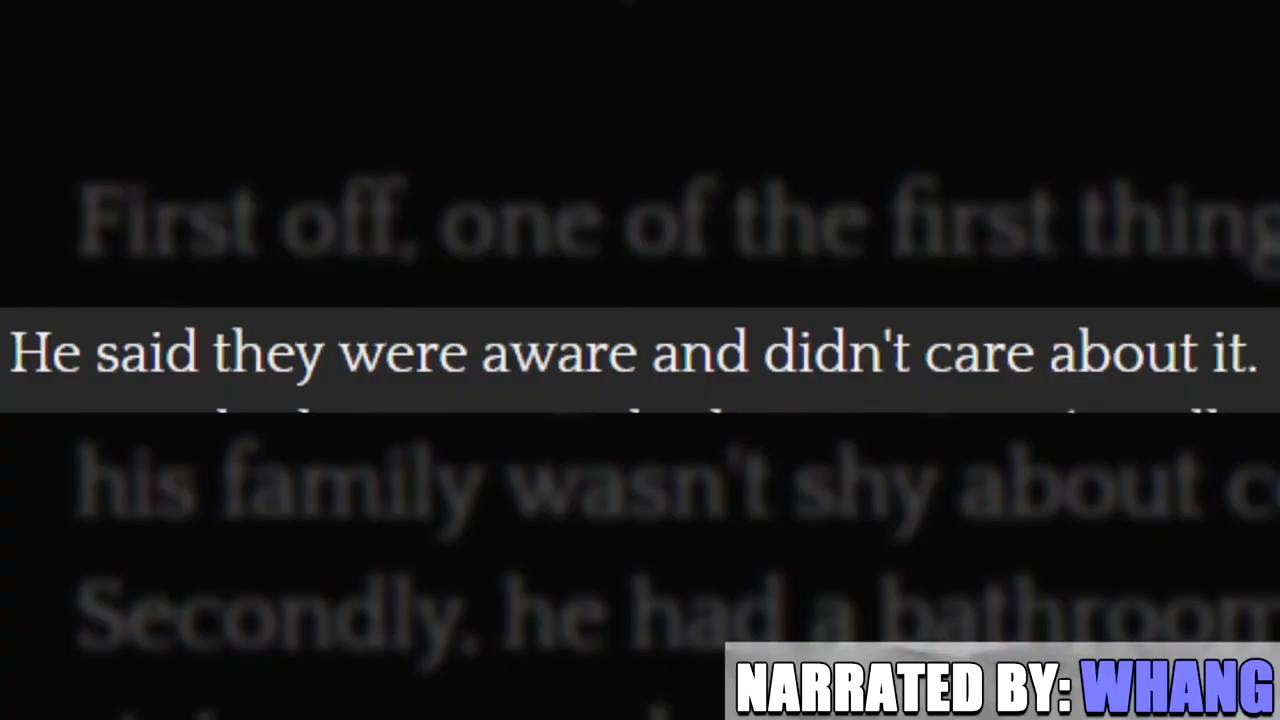 First off, one of the first thing
He said they were aware and didn't care about it.
his family wasn't shy about
Secondly, he had a bathroom
NARRATED BY: WHANG